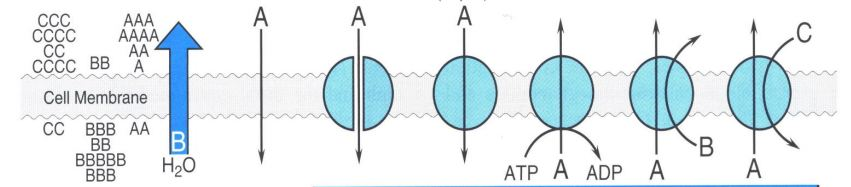 CCC AAA
CCCC AAAA
CC AA
CCCC BB A
Cell Membrane
CC BBB AA
BB
BBBBB
BBB
B
H₂O
A
A
A
ATP A ADP
A B
A C